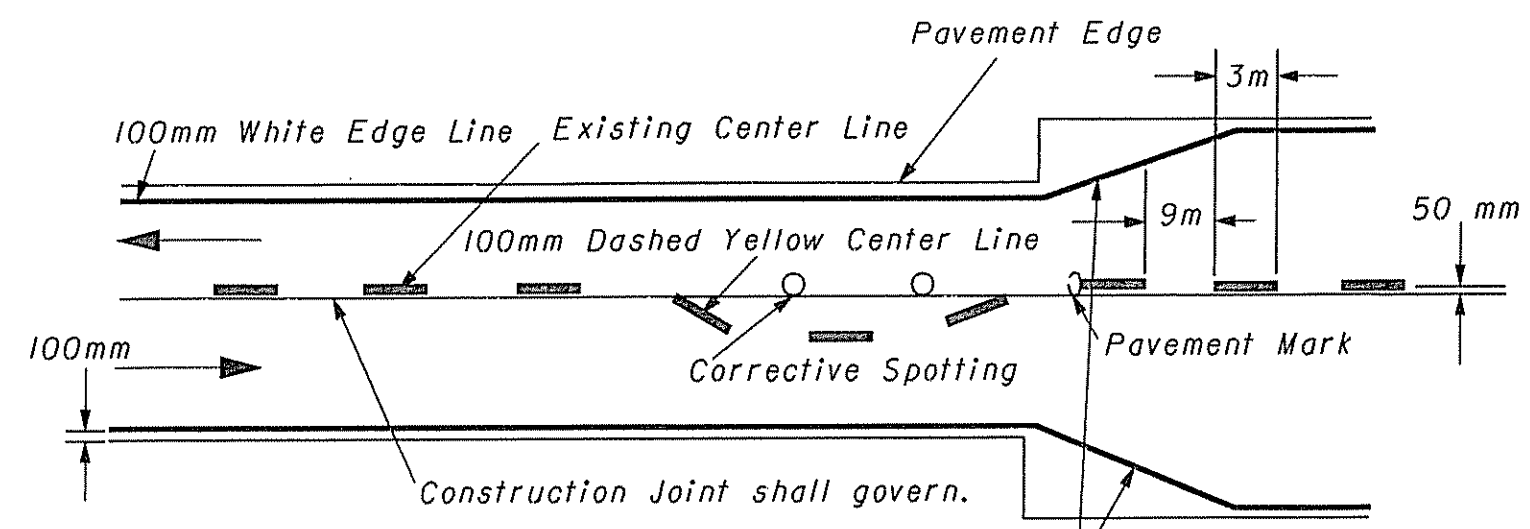 Pavement Edge
3m
100mm White Edge Line
Existing Center Line
9m
50 mm
100mm Dashed Yellow Center Line
100mm
Pavement Mark
Corrective Spotting
Construction Joint shall govern.